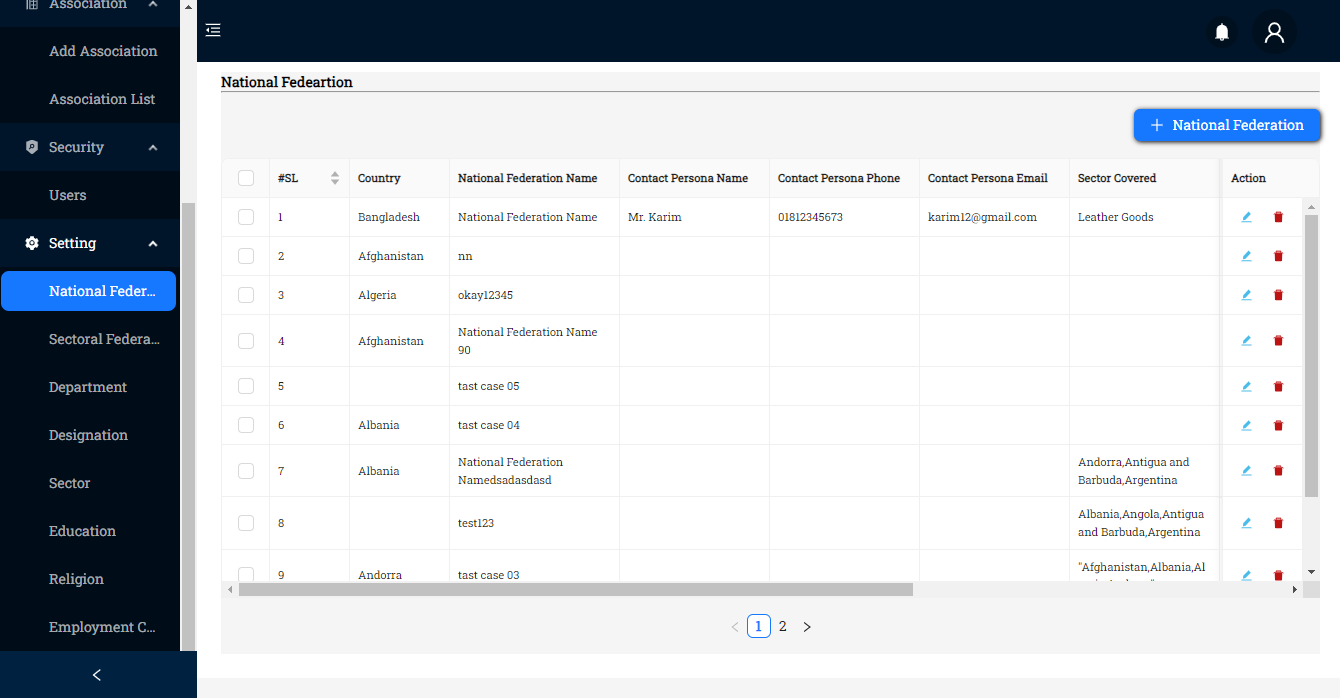 Association
Add Association
Association List
Security
Users
Setting
National Feder...
Sectoral Federa...
Department
Designation
Sector
Education
Religion
Employment C...
National Fedeartion
National Federation
#SL Country National Federation Name Contact Persona Name Contact Persona Phone Contact Persona Email Sector Covered Action
1 Bangladesh National Federation Name Mr. Karim 01812345673 karim12@gmail.com Leather Goods
2 Afghanistan nn
3 Algeria okay12345
4 Afghanistan National Federation Name
90
5 tast case 05
6 Albania tast case 04
7 Albania National Federation
Namedsadasdasd
Andorra,Antigua and
Barbuda,Argentina
8 test123
Albania,Angola,Antigua
and Barbuda,Argentina
9 Andorra tast case 03
"Afghanistan,Albania,Al
1 2